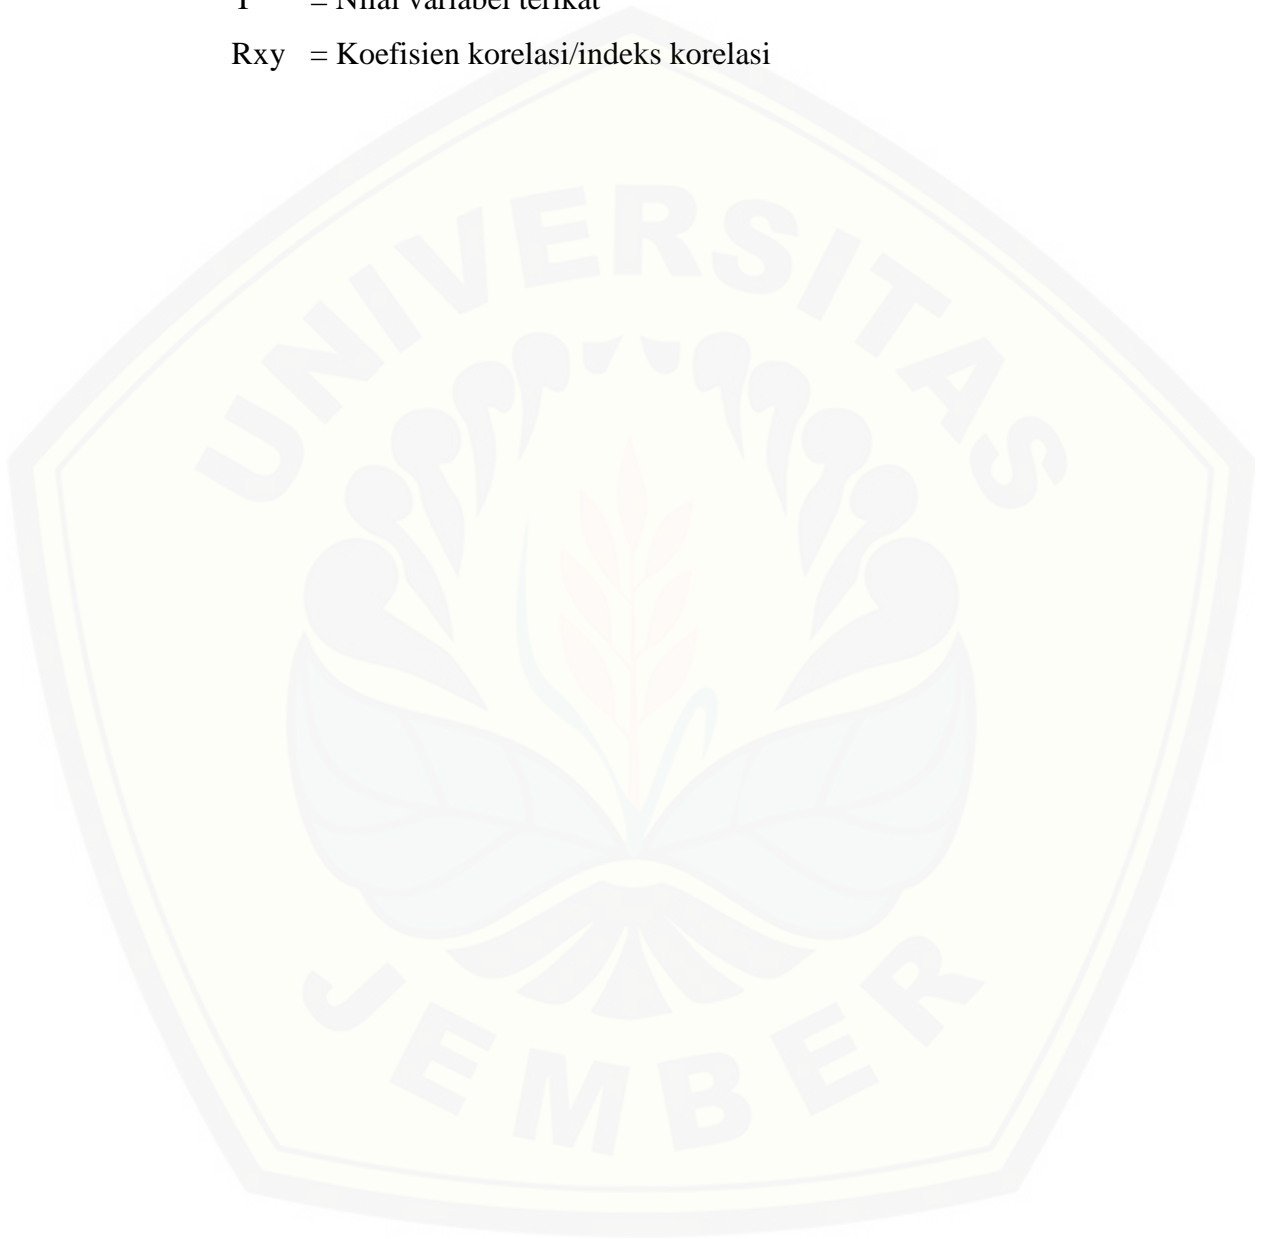 Y = Nilai variabel terikat
Rxy = Koefisien korelasi/indeks korelasi
UNIVERSITAS
JEMBER